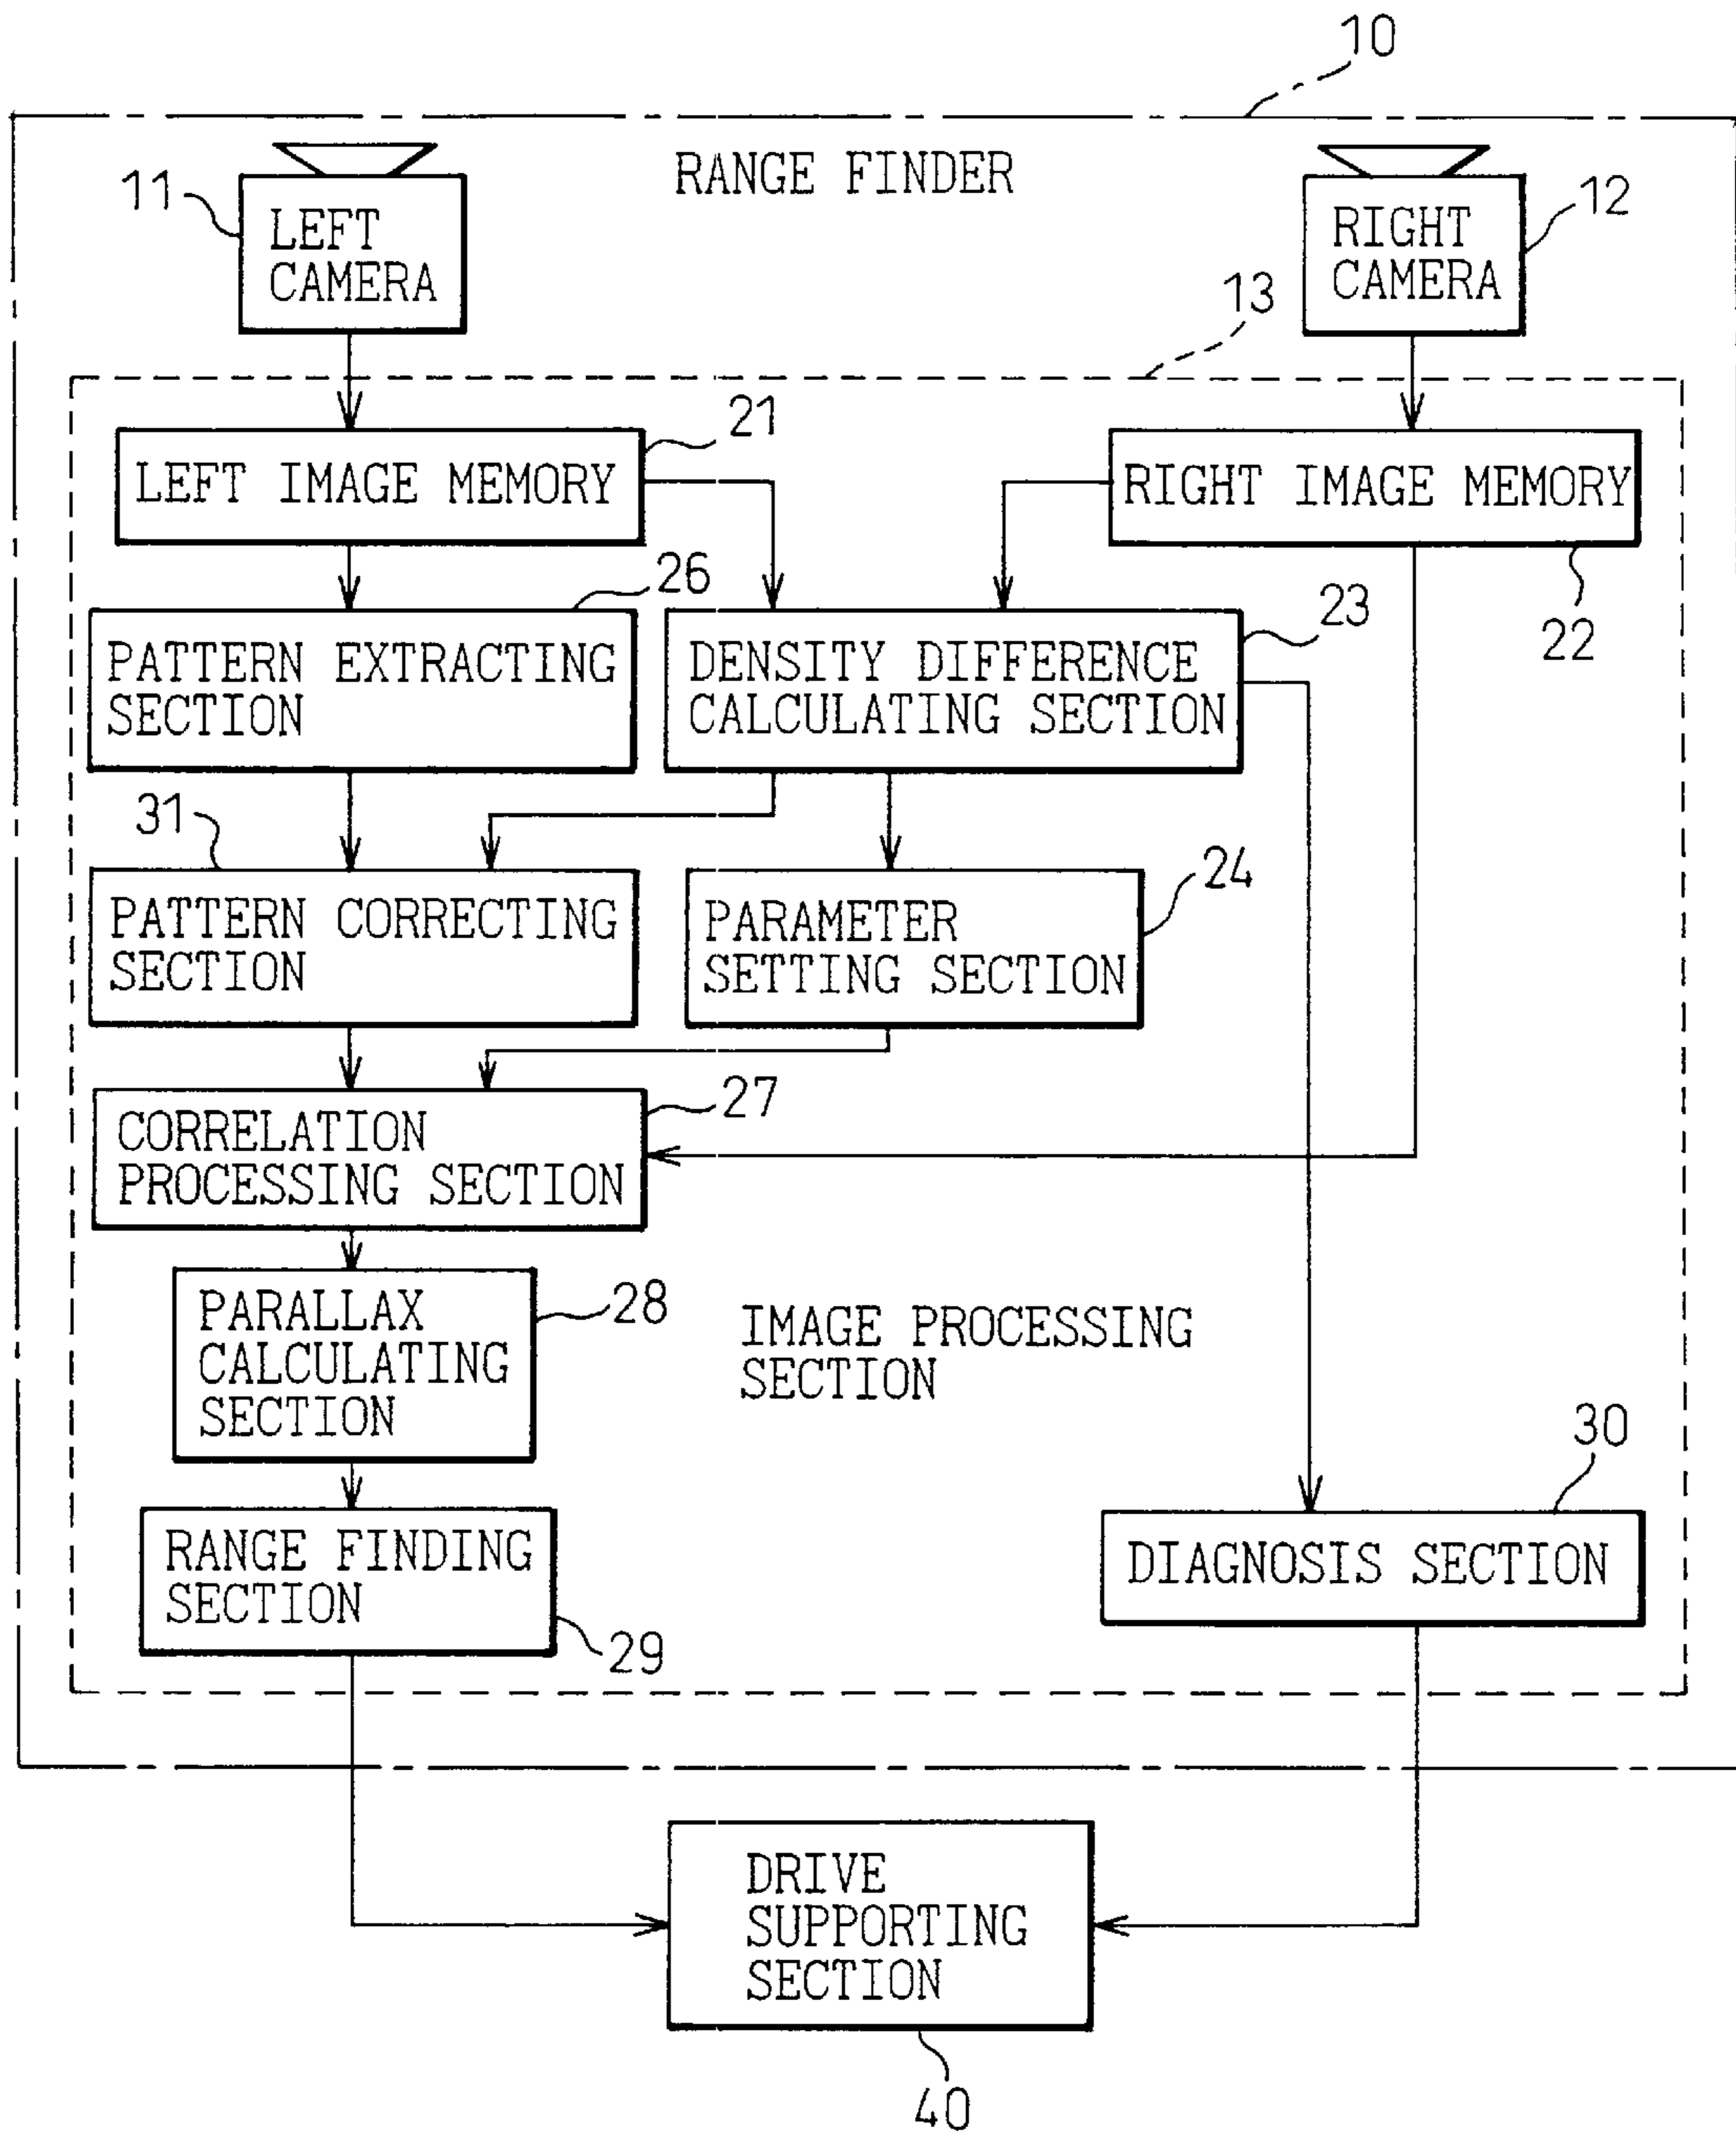 10
RANGE FINDER
11
LEFT
CAMERA
12
RIGHT
CAMERA
13
21
LEFT IMAGE MEMORY
RIGHT IMAGE MEMORY
22
26
PATTERN EXTRACTING
SECTION
23
DENSITY DIFFERENCE
CALCULATING SECTION
31
PATTERN CORRECTING
SECTION
24
PARAMETER
SETTING SECTION
27
CORRELATION
PROCESSING SECTION
28
PARALLAX
CALCULATING
SECTION
IMAGE PROCESSING
SECTION
30
RANGE FINDING
SECTION
29
DIAGNOSIS SECTION
DRIVE
SUPPORTING
SECTION
40